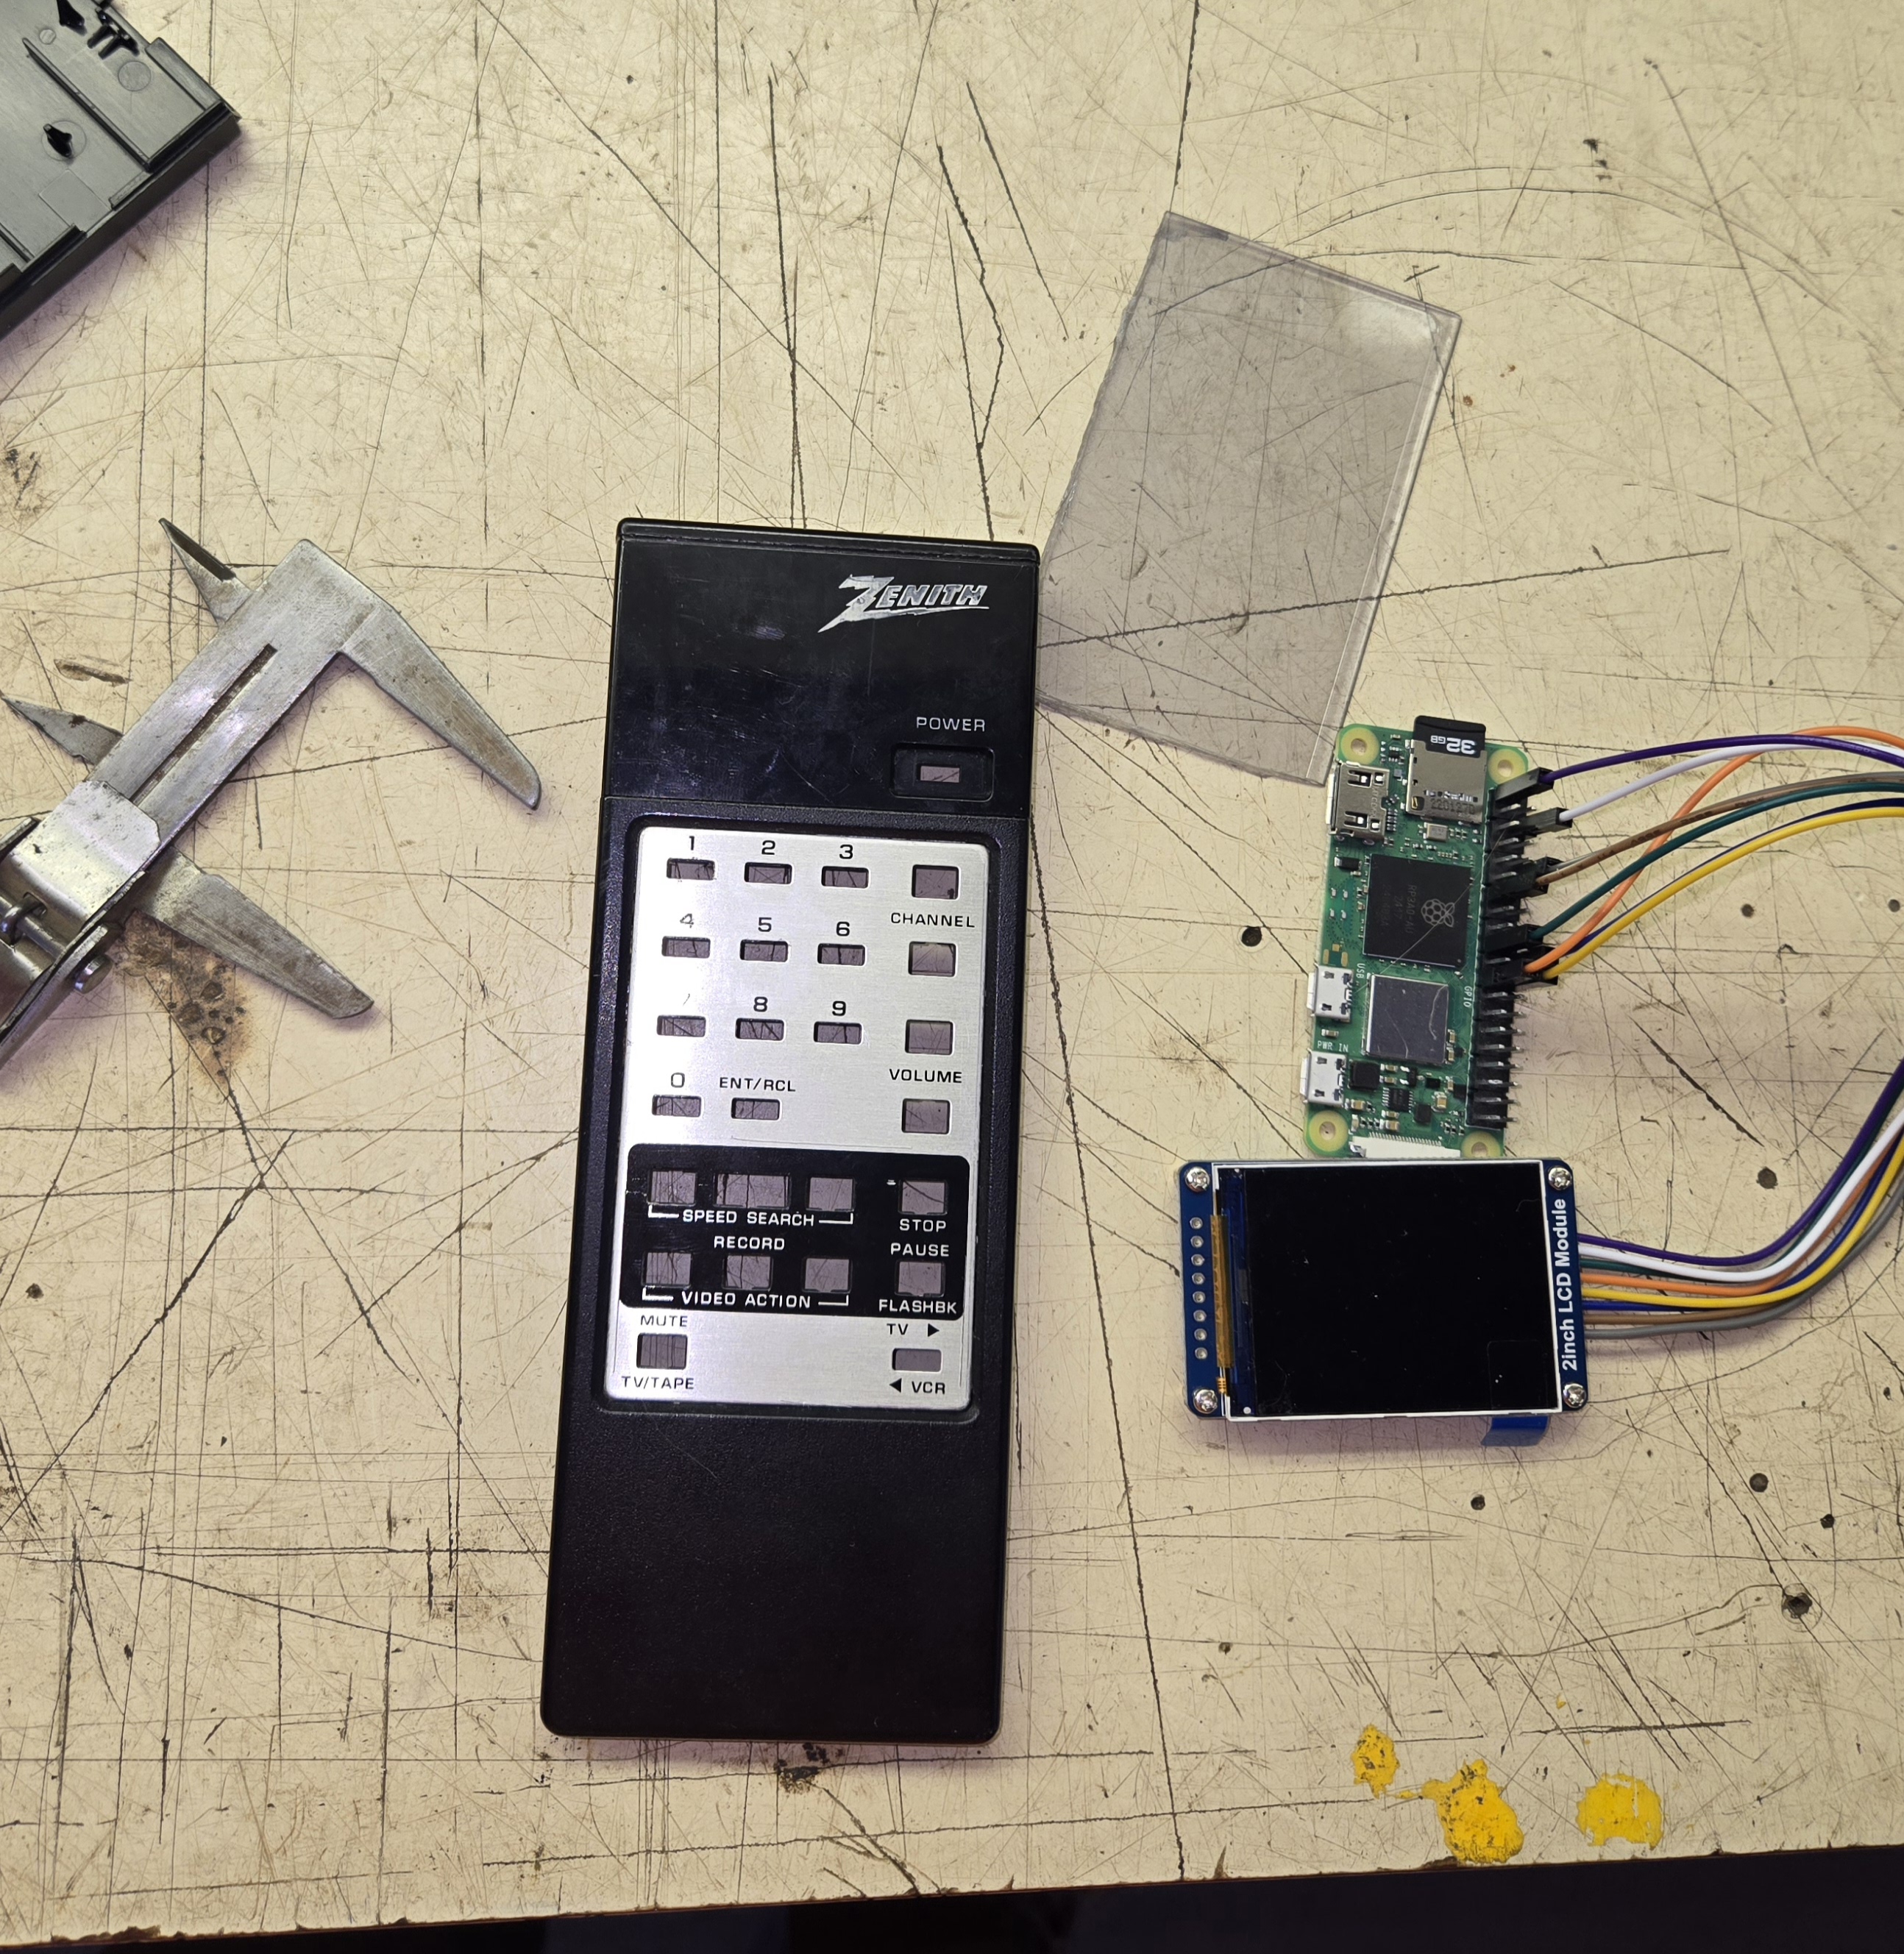 ZENITH
POWER
1 2 3
CHANNEL
4 5 6
7 8 9
VOLUME
0 ENT/RCL
SPEED SEARCH
STOP
RECORD
PAUSE
VIDEO ACTION
FLASHBK
MUTE
TV ▶
TV/TAPE
◀ VCR
32 GB
USB
GPIO
PWR IN
2inch LCD Module